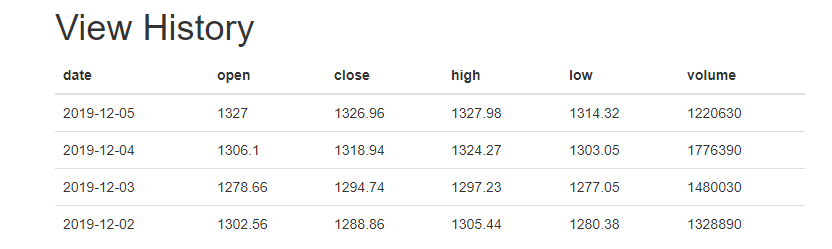 View History
date open close high low volume
2019-12-05 1327 1326.96 1327.98 1314.32 1220630
2019-12-04 1306.1 1318.94 1324.27 1303.05 1776390
2019-12-03 1278.66 1294.74 1297.23 1277.05 1480030
2019-12-02 1302.56 1288.86 1305.44 1280.38 1328890